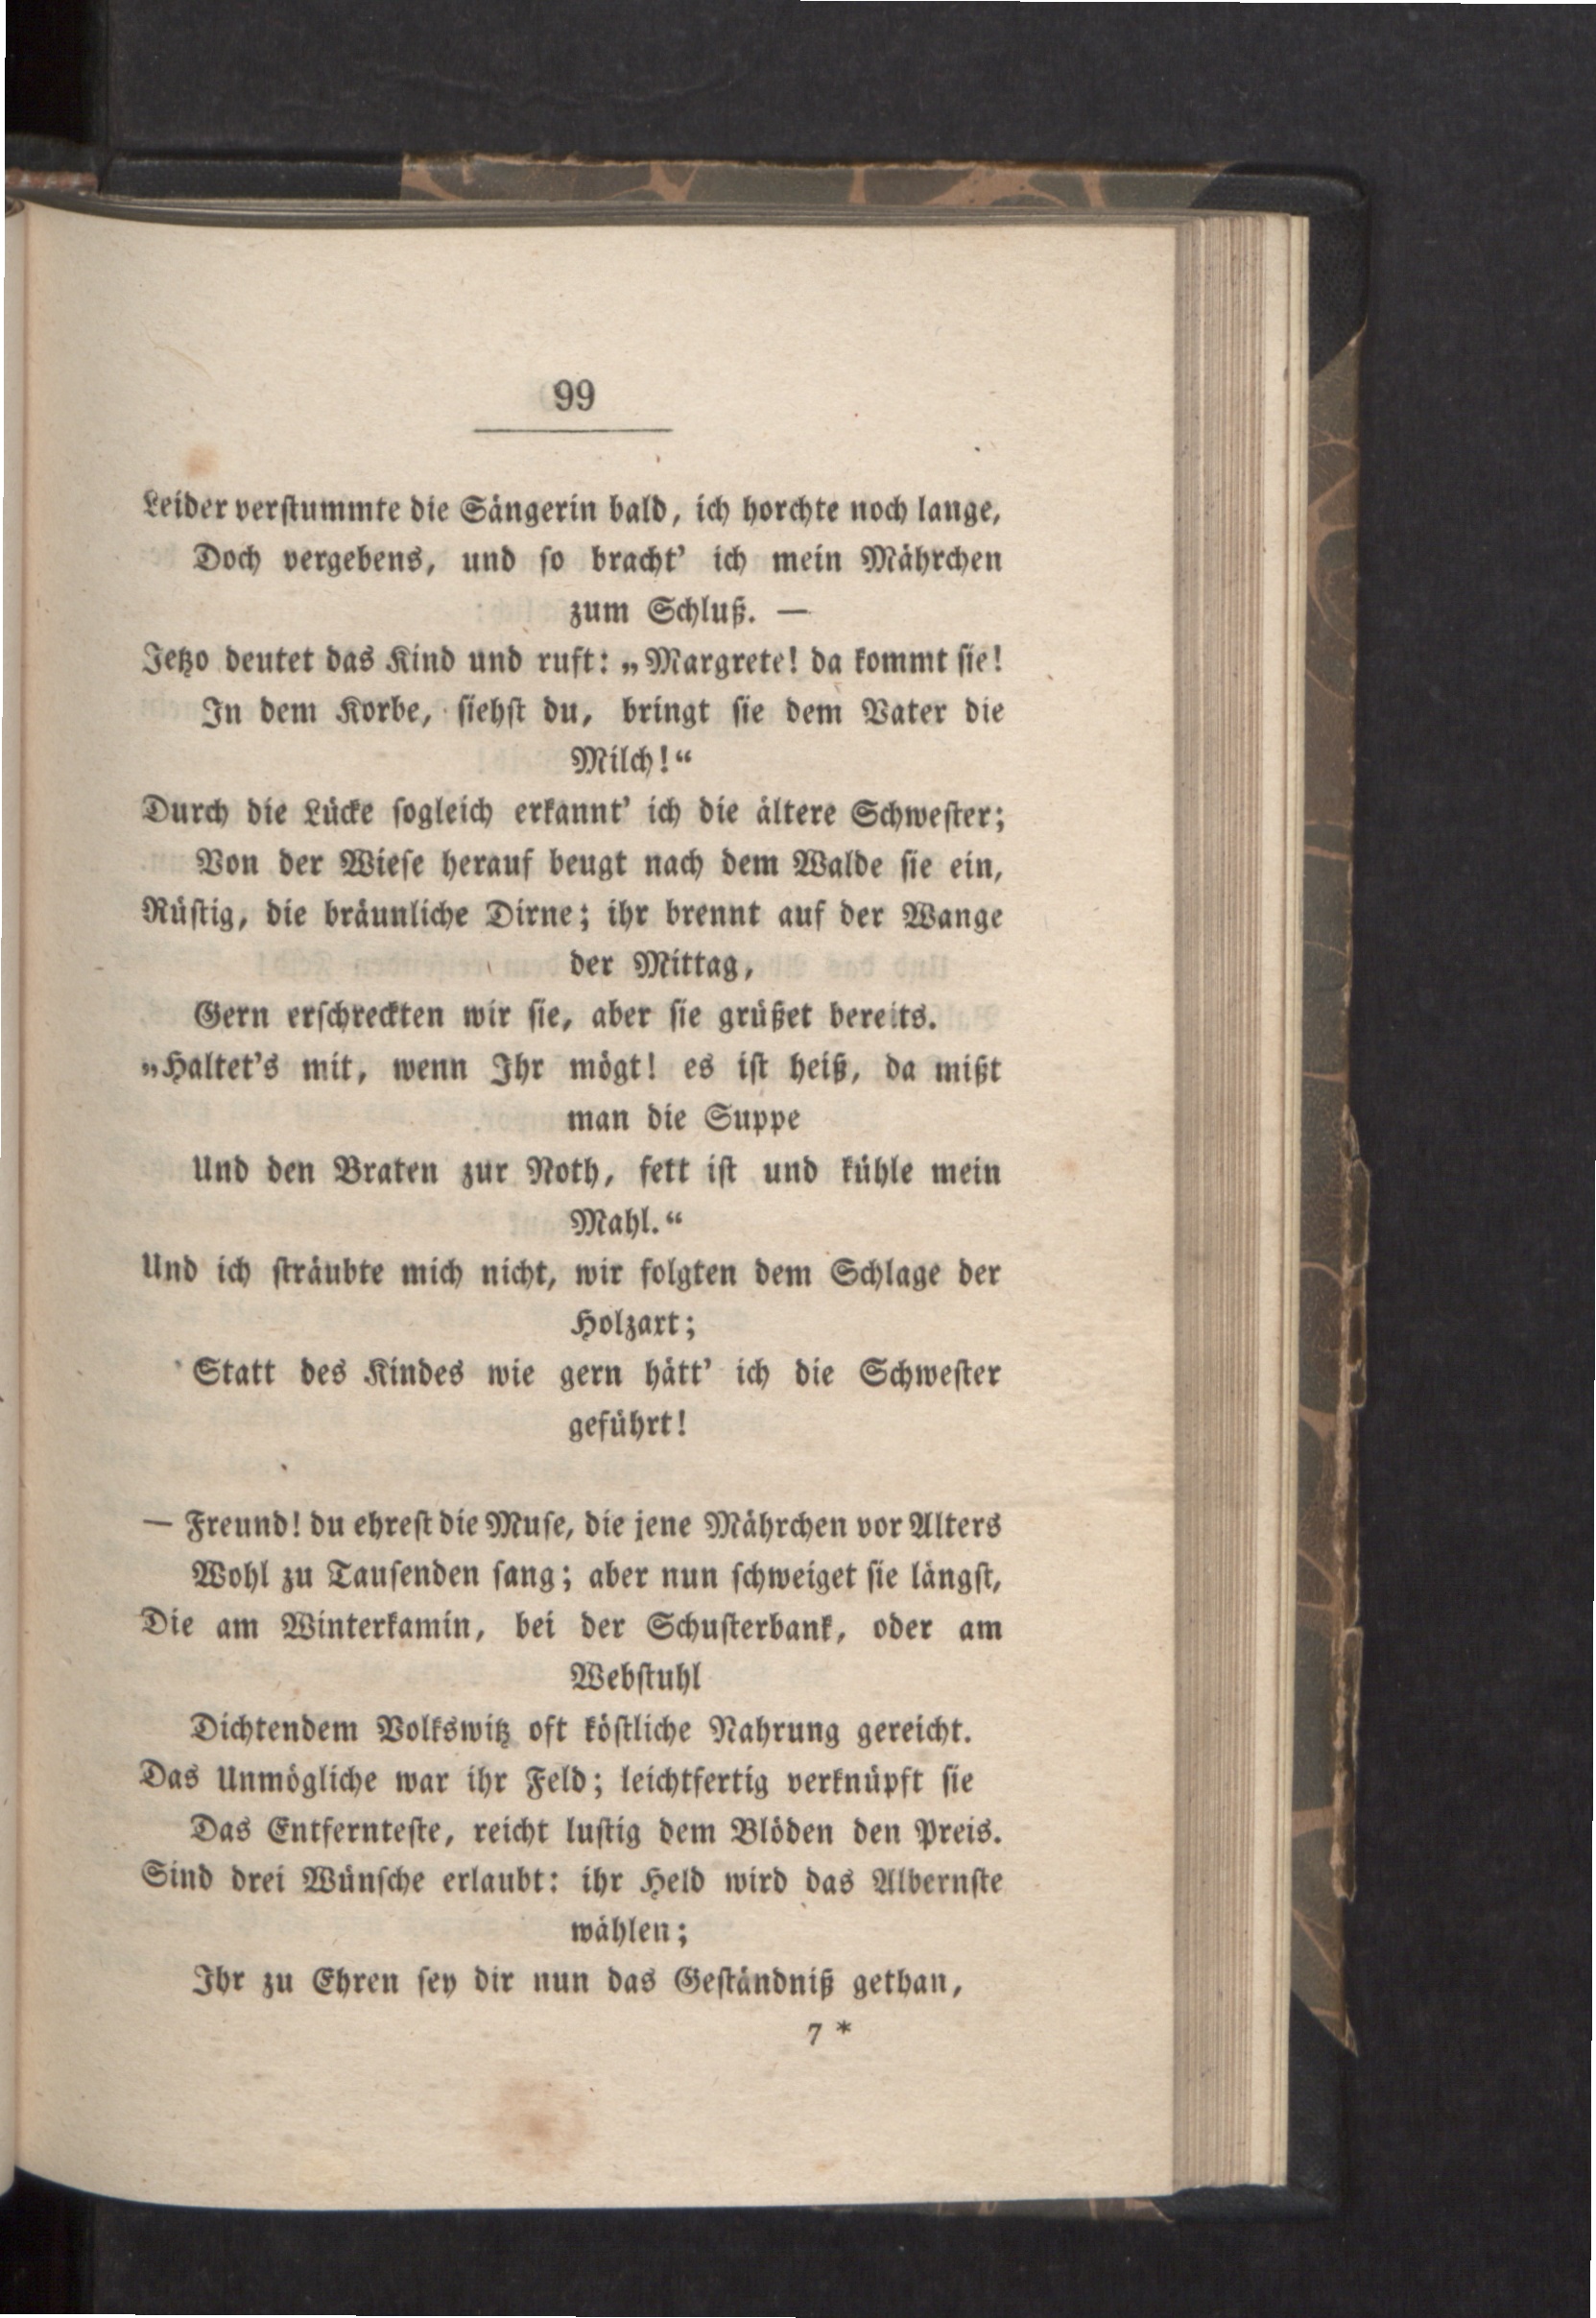 99
Leider verstummte die Sängerin bald, ich horchte noch lange,
Doch vergebens, und so bracht' ich mein Mährchen
zum Schluß. —
Jetzo deutet das Kind und ruft: „Margrete! da kommt sie!
In dem Korbe, siehst du, bringt sie dem Vater die
Milch!“
Durch die Lücke sogleich erkannt' ich die ältere Schwester;
Von der Wiese herauf beugt nach dem Walde sie ein,
Rüstig, die bräunliche Dirne; ihr brennt auf der Wange
der Mittag,
Gern erschreckten wir sie, aber sie grüßet bereits.
„Haltet's mit, wenn Ihr mögt! es ist heiß, da mißt
man die Suppe
Und den Braten zur Noth, fett ist und kühle mein
Mahl.“
Und ich sträubte mich nicht, wir folgten dem Schlage der
Holzart;
Statt des Kindes wie gern hätt' ich die Schwester
geführt!
— Freund! du ehrest die Muse, die jene Mährchen vor Alters
Wohl zu Tausenden sang; aber nun schweiget sie längst,
Die am Winterkamin, bei der Schusterbank, oder am
Webstuhl
Dichtendem Volkswitz oft köstliche Nahrung gereicht.
Das Unmögliche war ihr Feld; leichtfertig verknüpft sie
Das Entfernteste, reicht lustig dem Blöden den Preis.
Sind drei Wünsche erlaubt: ihr Held wird das Albernste
wählen;
Ihr zu Ehren sey dir nun das Geständniß gethan,
7 *